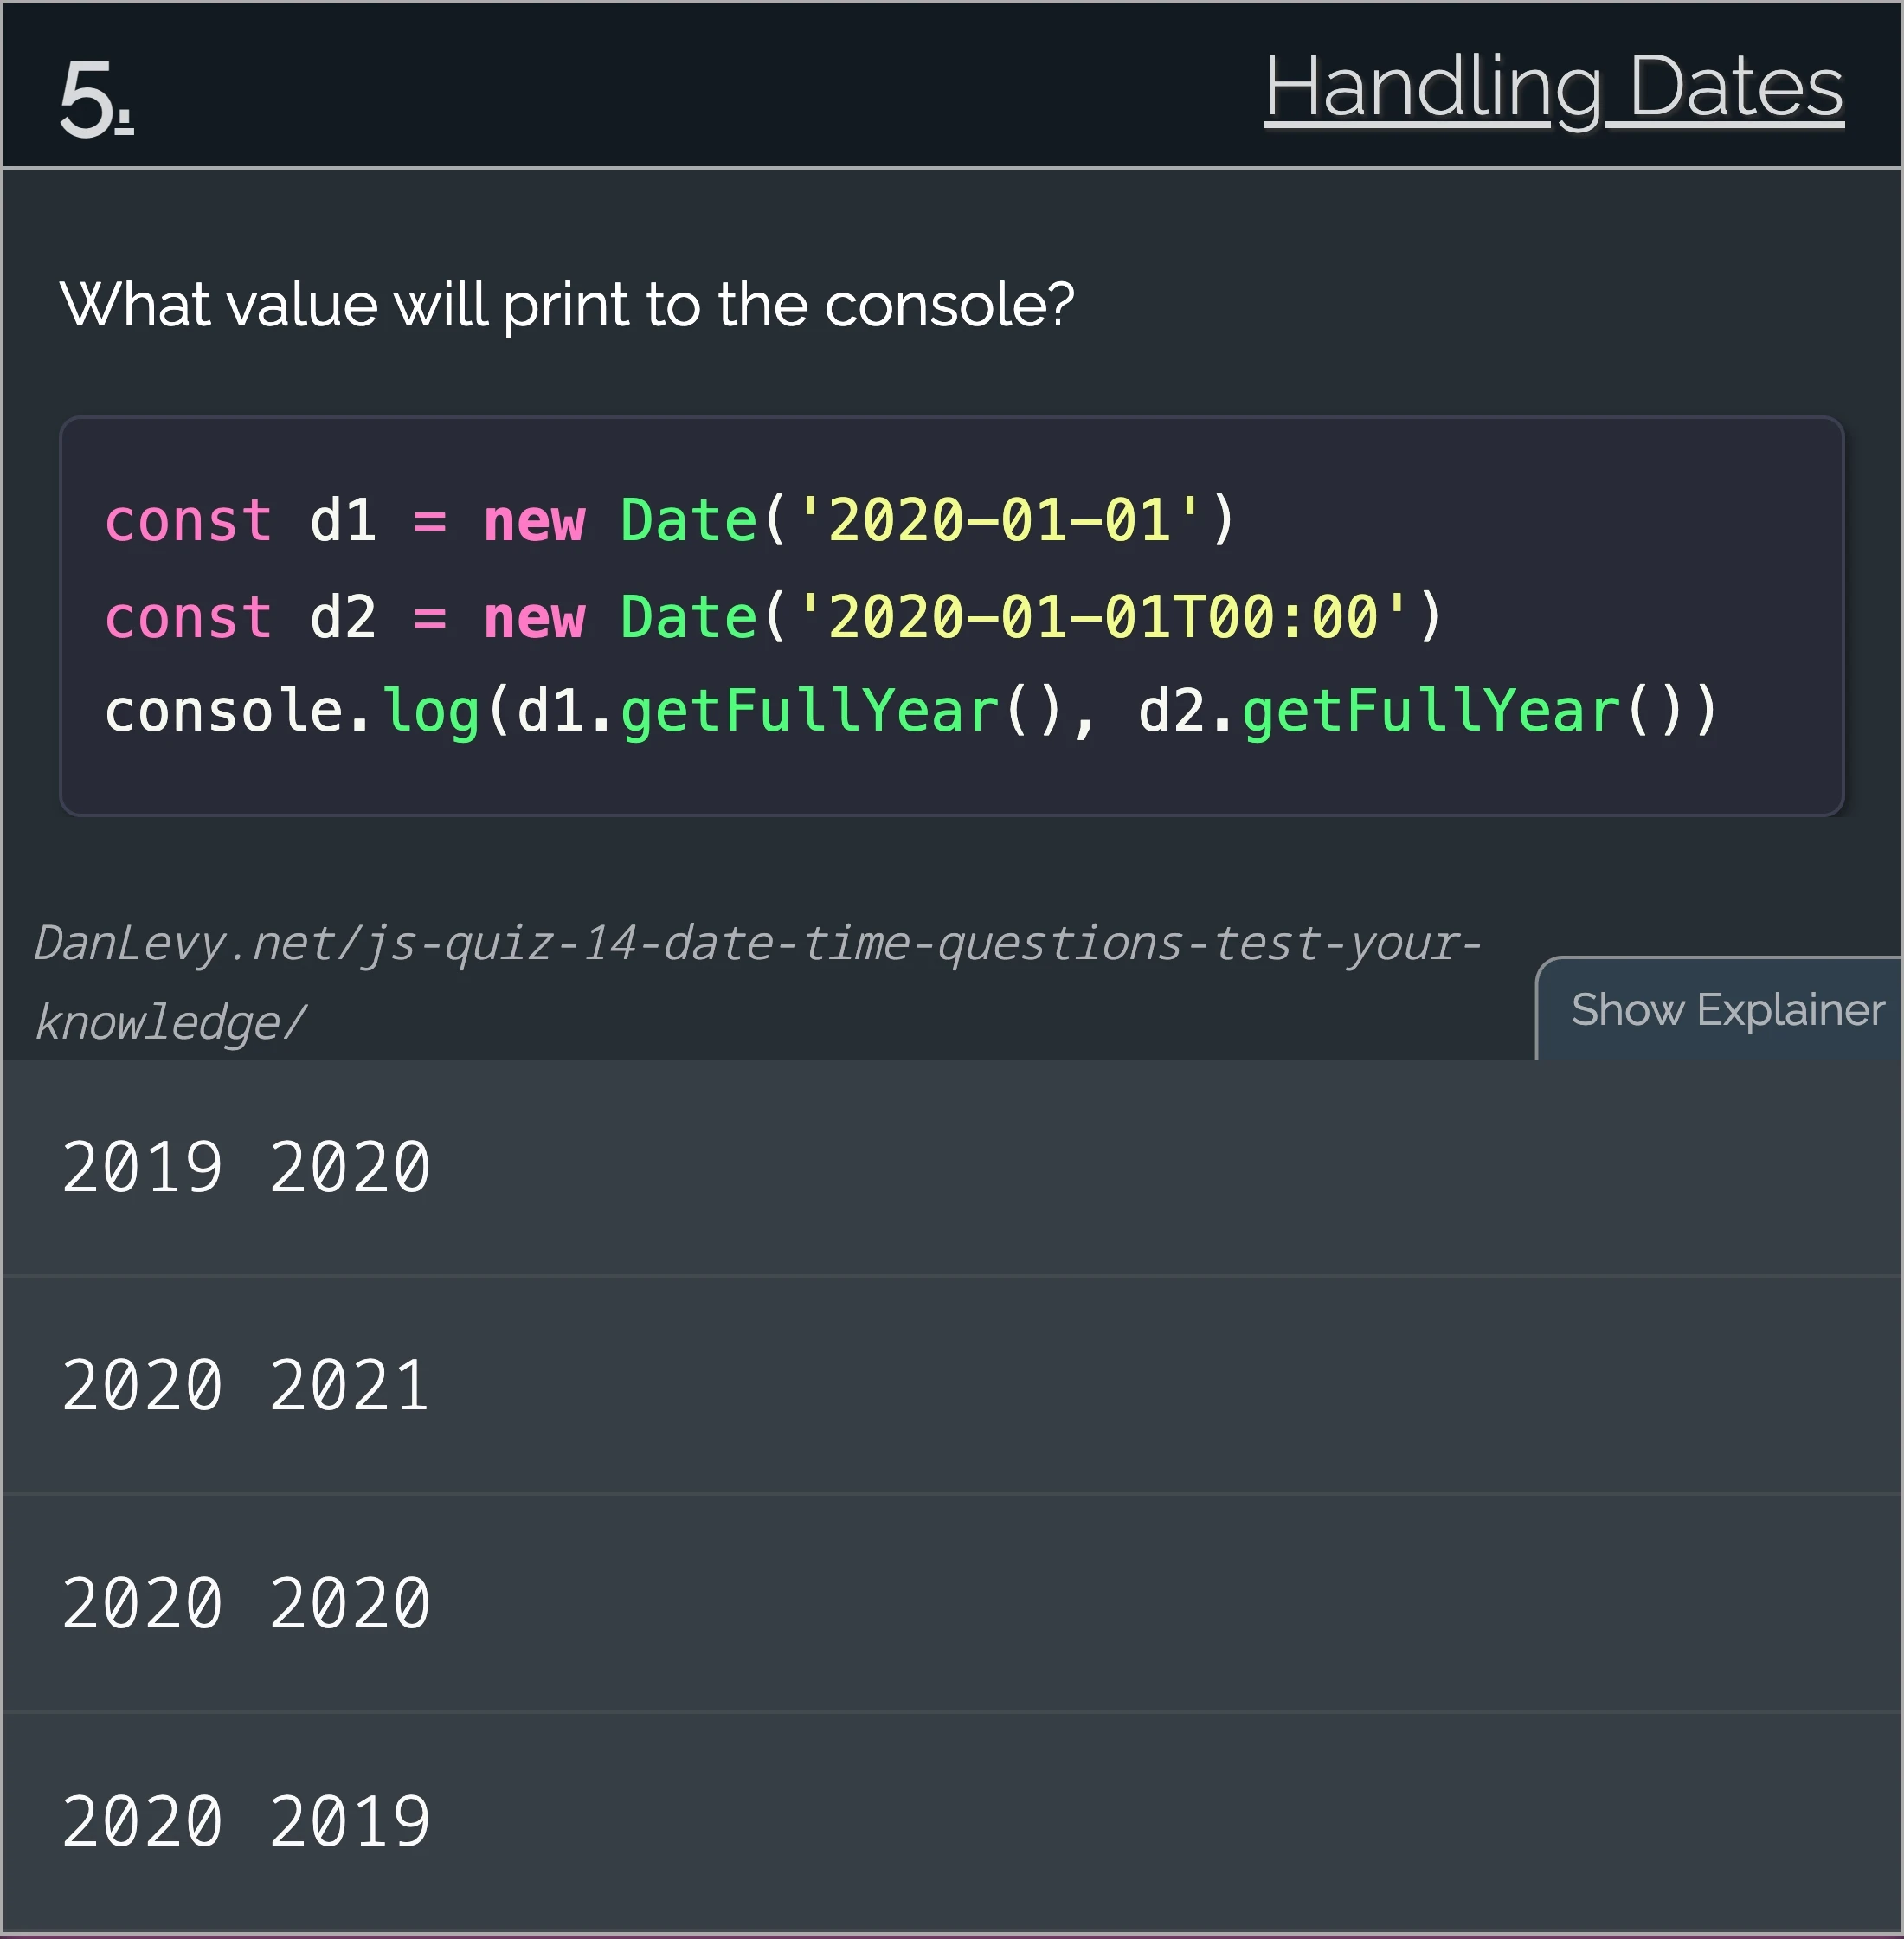 5.
Handling Dates
What value will print to the console?
const d1 = new Date('2020-01-01')
const d2 = new Date('2020-01-01T00:00')
console.log(d1.getFullYear(), d2.getFullYear())
DanLevy.net/js-quiz-14-date-time-questions-test-your-
knowledge/
Show Explainer
2019 2020
2020 2021
2020 2020
2020 2019